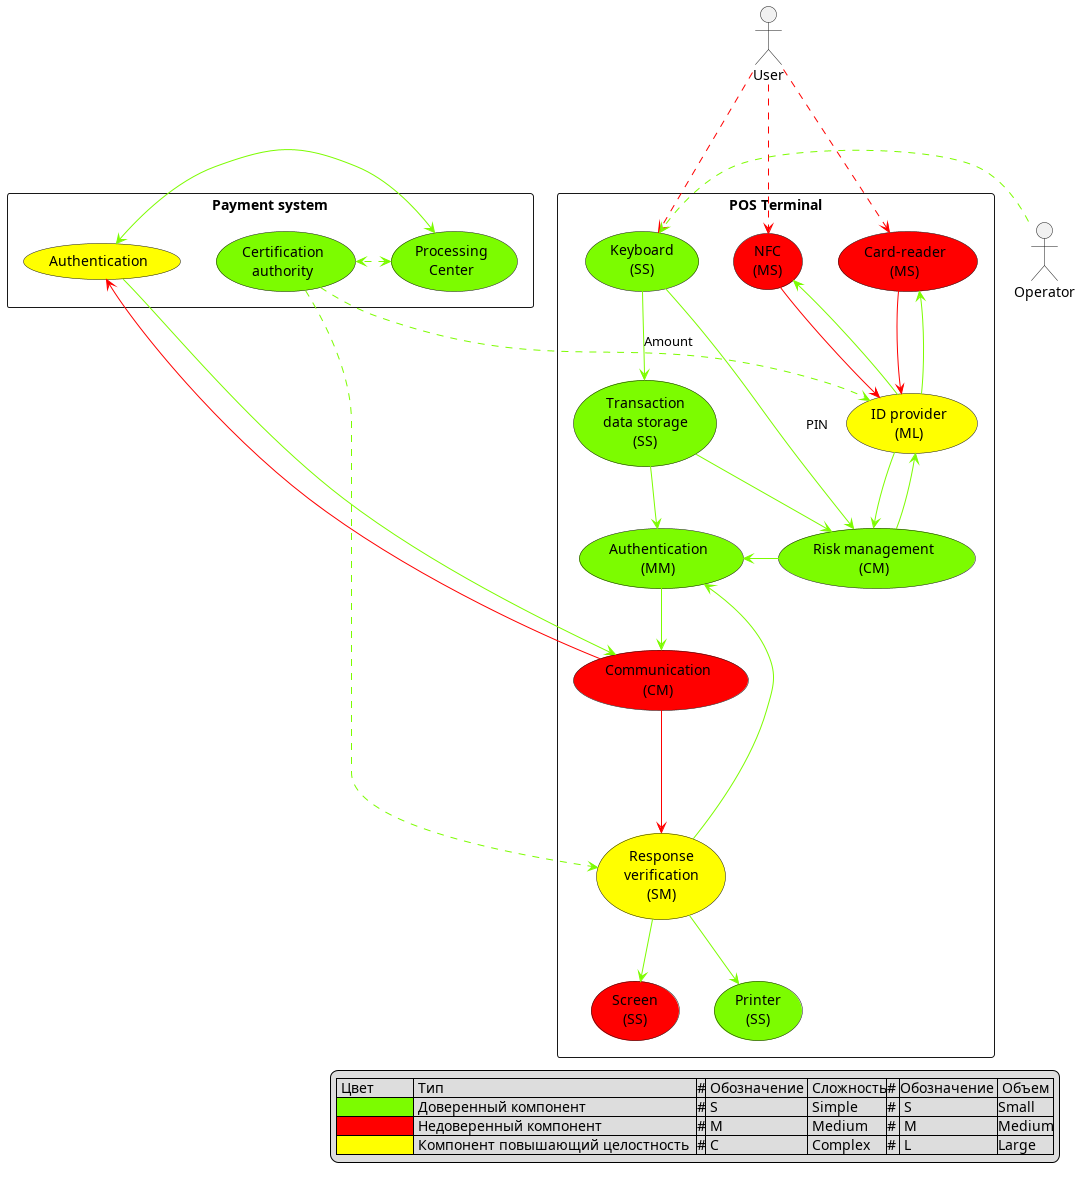 User
Payment system
POS Terminal
Authentication
Certification
authority
Processing
Center
Keyboard
(SS)
NFC
(MS)
Card-reader
(MS)
Operator
Amount
Transaction
data storage
(SS)
PIN
ID provider
(ML)
Authentication
(MM)
Risk management
(CM)
Communication
(CM)
Response
verification
(SM)
Screen
(SS)
Printer
(SS)
Цвет Тип # Обозначение Сложность # Обозначение Объем
Доверенный компонент # S Simple # S Small
Недоверенный компонент # M Medium # M Medium
Компонент повышающий целостность # C Complex # L Large